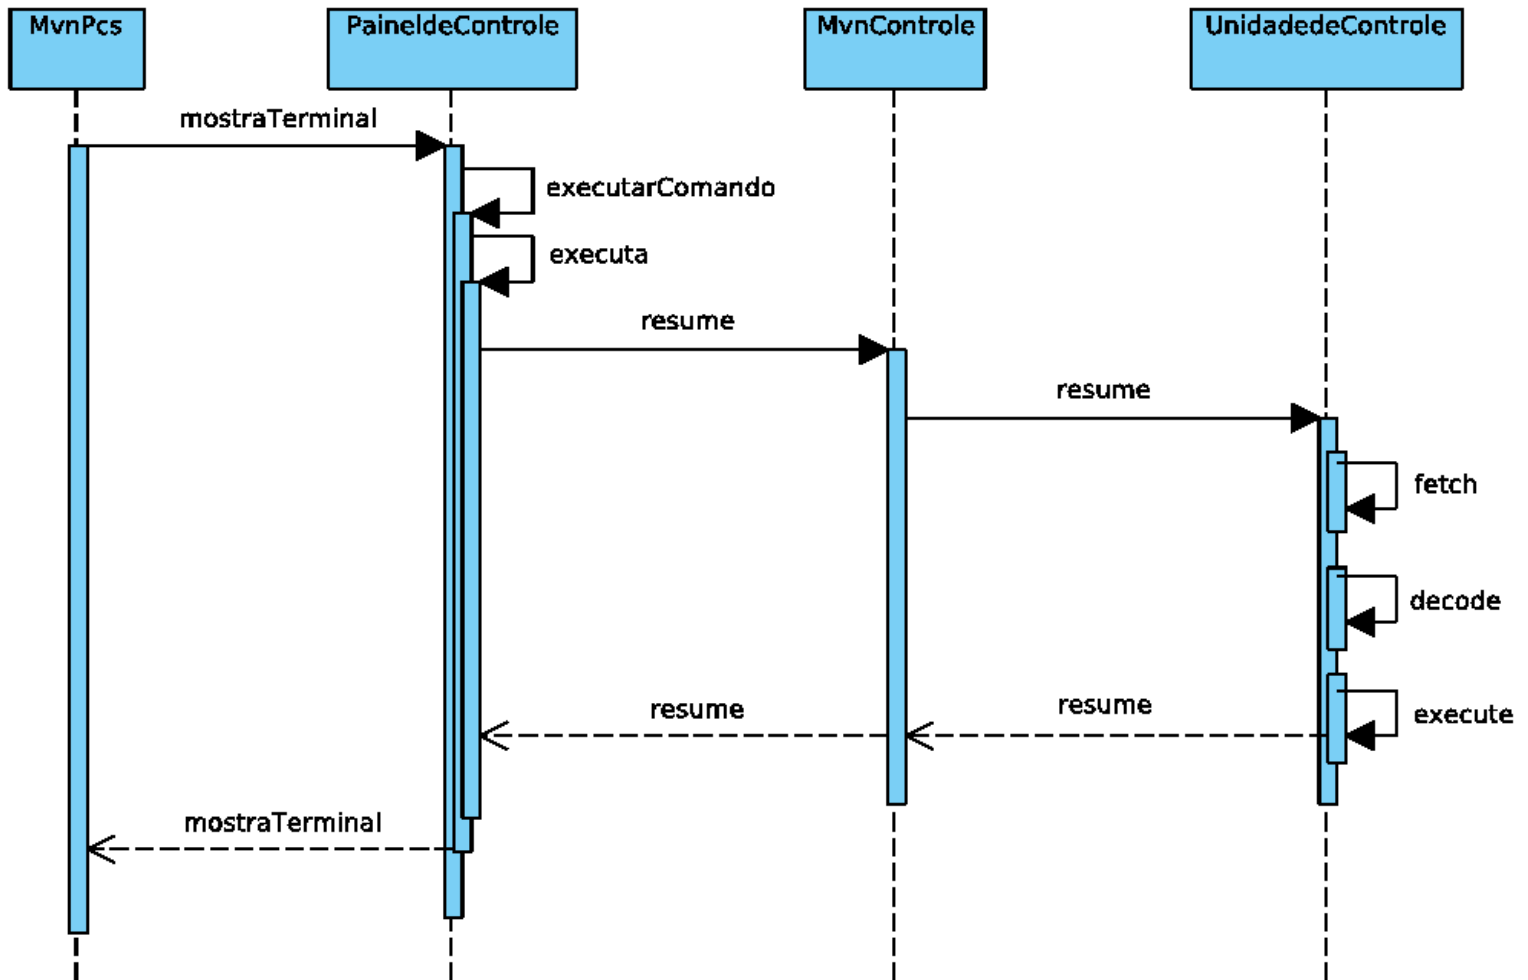 MvnPcs
PaineldeControle
MvnControle
UnidadedeControle
mostraTerminal
executarComando
executa
resume
resume
fetch
decode
resume
resume
execute
mostraTerminal